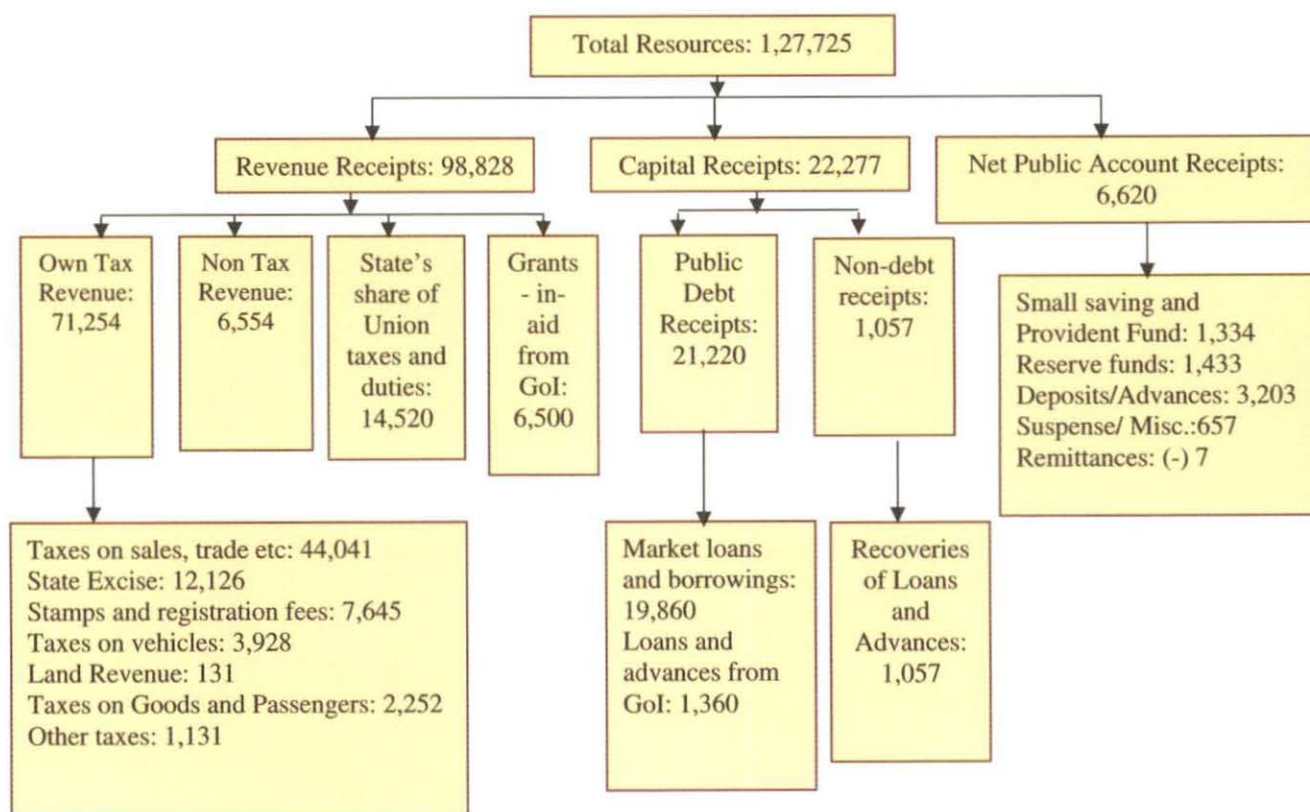 Total Resources: 1,27,725
Revenue Receipts: 98,828
Capital Receipts: 22,277
Net Public Account Receipts:
6,620
Own Tax
Revenue:
71,254
Non Tax
Revenue:
6,554
State's
share of
Union
taxes and
duties:
14,520
Grants
- in-
aid
from
GoI:
6,500
Public
Debt
Receipts:
21,220
Non-debt
receipts:
1,057
Small saving and
Provident Fund: 1,334
Reserve funds: 1,433
Deposits/Advances: 3,203
Suspense/ Misc.:657
Remittances: (-) 7
Taxes on sales, trade etc: 44,041
State Excise: 12,126
Stamps and registration fees: 7,645
Taxes on vehicles: 3,928
Land Revenue: 131
Taxes on Goods and Passengers: 2,252
Other taxes: 1,131
Market loans
and borrowings:
19,860
Loans and
advances from
GoI: 1,360
Recoveries
of Loans
and
Advances:
1,057